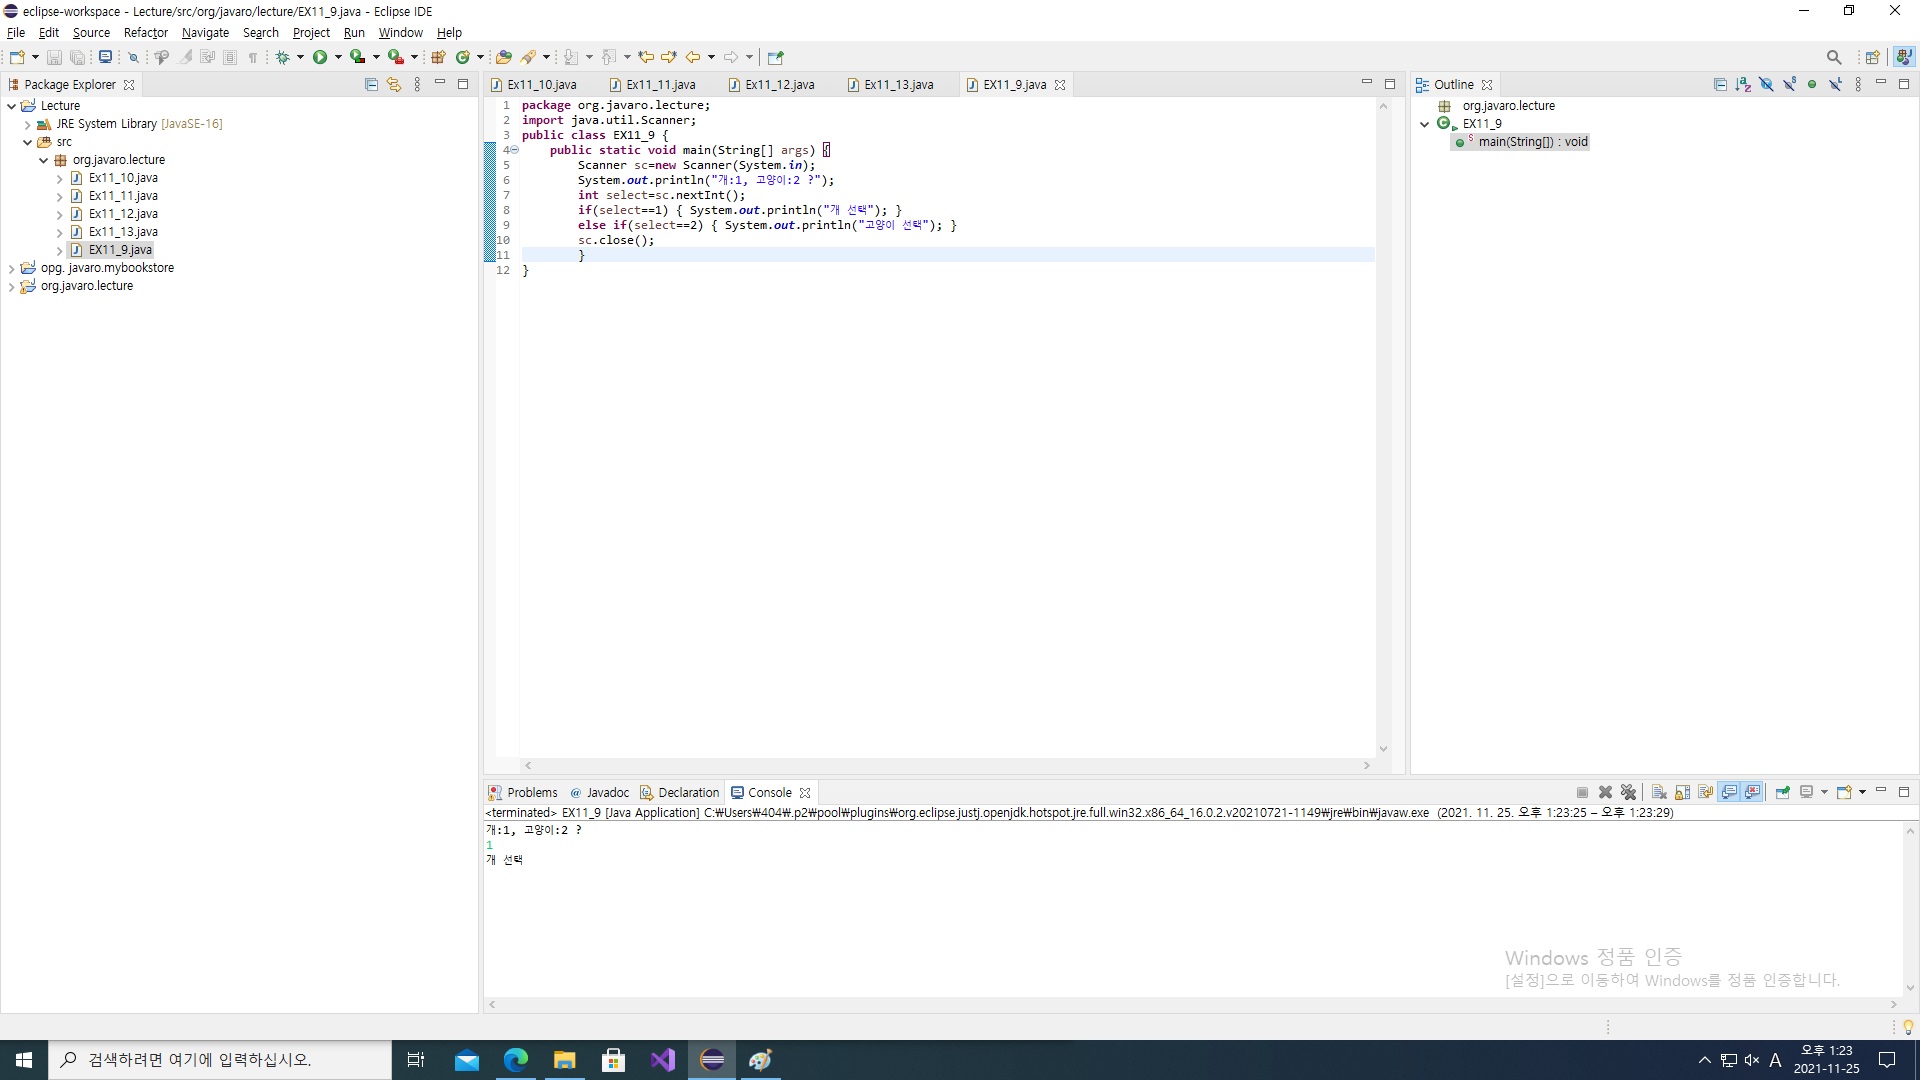 eclipse-workspace - Lecture/src/org/javaro/lecture/EX11_9.java - Eclipse IDE
File Edit Source Refactor Navigate Search Project Run Window Help
Package Explorer
Lecture
JRE System Library [JavaSE-16]
src
org.javaro.lecture
Ex11_10.java
Ex11_11.java
Ex11_12.java
Ex11_13.java
EX11_9.java
opg. javaro.mybookstore
org.javaro.lecture
Ex11_10.java Ex11_11.java Ex11_12.java Ex11_13.java EX11_9.java
1 package org.javaro.lecture;
2 import java.util.Scanner;
3 public class EX11_9 {
4 public static void main(String[] args) {
5 Scanner sc=new Scanner(System.in);
6 System.out.println("개:1, 고양이:2 ?");
7 int select=sc.nextInt();
8 if(select==1) { System.out.println("개 선택"); }
9 else if(select==2) { System.out.println("고양이 선택"); }
10 sc.close();
11 }
12 }
Outline
org.javaro.lecture
EX11_9
main(String[]) : void
Problems @ Javadoc Declaration Console
<terminated> EX11_9 [Java Application] C:₩Users₩404₩.p2₩pool₩plugins₩org.eclipse.justj.openjdk.hotspot.jre.full.win32.x86_64_16.0.2.v20210721-1149₩jre₩bin₩javaw.exe (2021. 11. 25. 오후 1:23:25 – 오후 1:23:29)
개:1, 고양이:2 ?
1
개 선택
Windows 정품 인증
[설정]으로 이동하여 Windows를 정품 인증합니다.
검색하려면 여기에 입력하십시오.
A
오후 1:23
2021-11-25